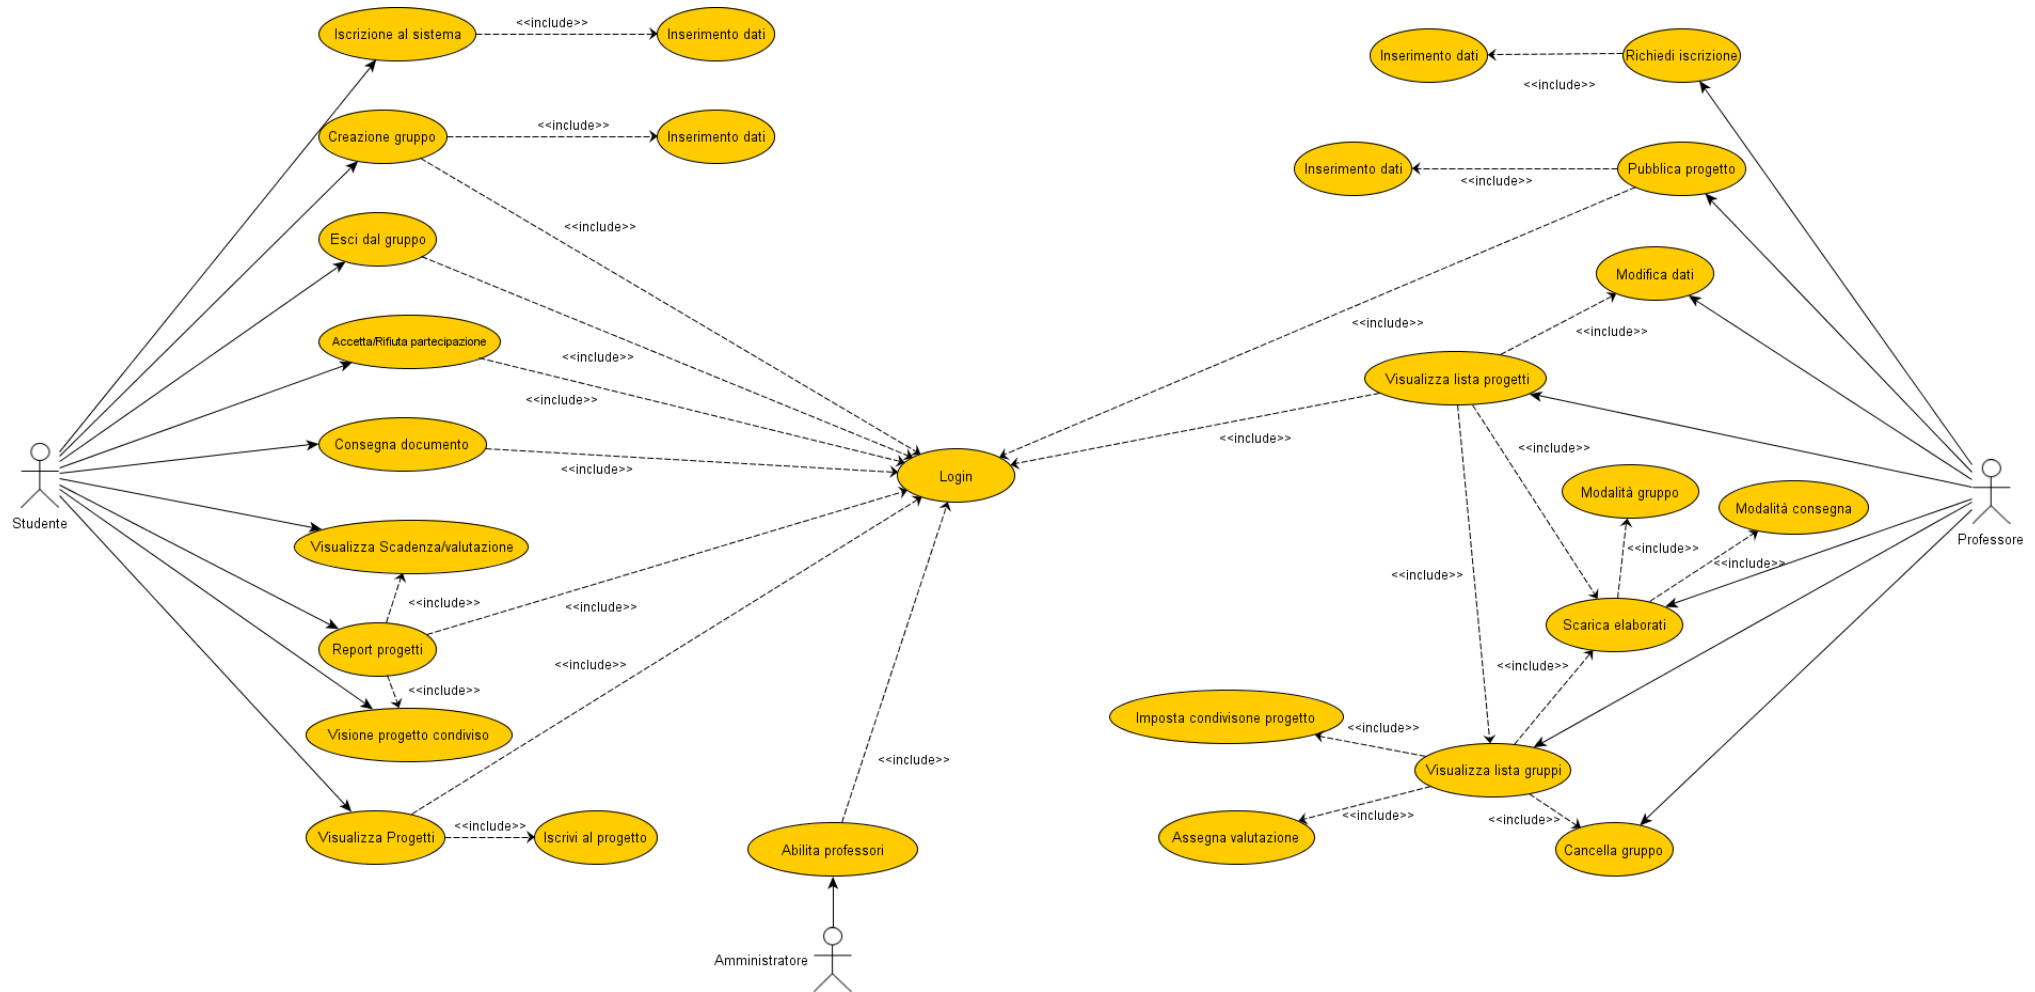 Iscrizione al sistema
<<include>>
Inserimento dati
Inserimento dati
<<include>>
Richiedi iscrizione
Creazione gruppo
<<include>>
Inserimento dati
Inserimento dati
<<include>>
Pubblica progetto
Esci dal gruppo
<<include>>
Modifica dati
Accetta/Rifiuta partecipazione
<<include>>
<<include>>
<<include>>
<<include>>
Visualizza lista progetti
Consegna documento
<<include>>
<<include>>
<<include>>
Login
Modalità gruppo
Modalità consegna
Studente
Professore
Visualizza Scadenza/valutazione
<<include>>
<<include>>
<<include>>
<<include>>
<<include>>
Scarica elaborati
Report progetti
<<include>>
<<include>>
<<include>>
Visione progetto condiviso
Imposta condivisone progetto
<<include>>
<<include>>
Visualizza lista gruppi
Visualizza Progetti
<<include>>
Iscrivi al progetto
Abilita professori
Assegna valutazione
<<include>>
<<include>>
Cancella gruppo
Amministratore